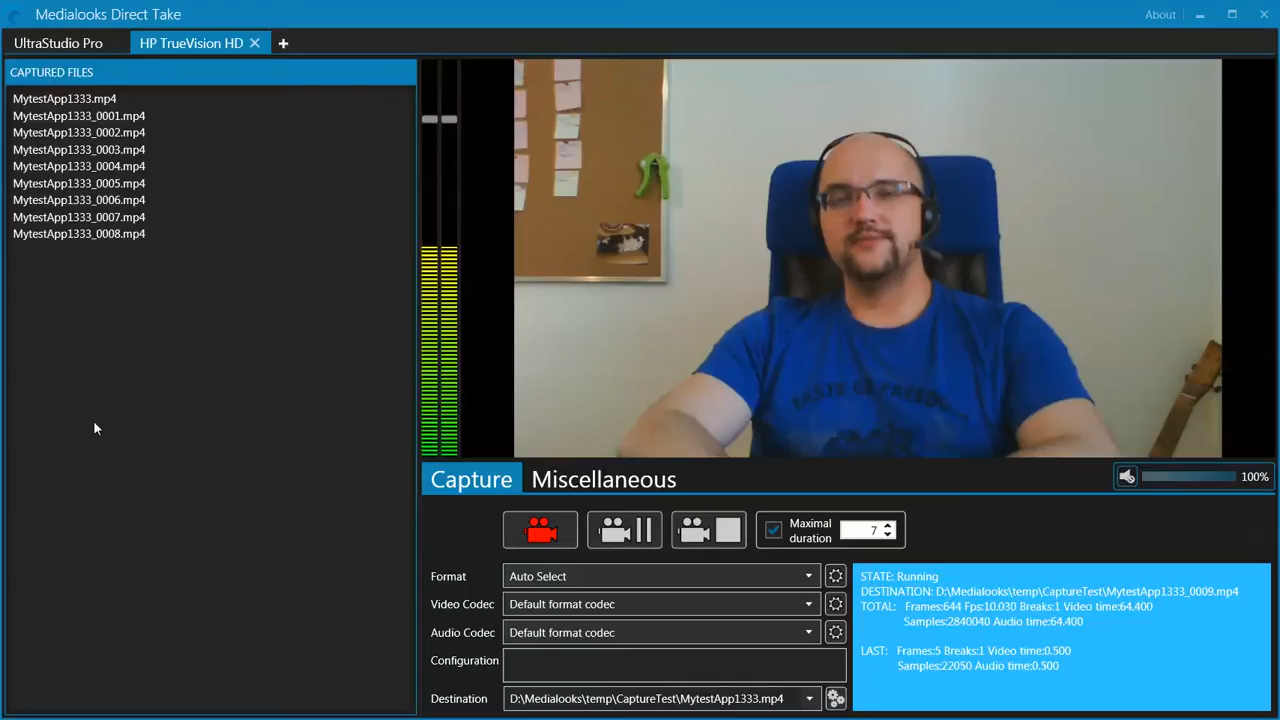 Medialooks Direct Take
About
UltraStudio Pro
HP TrueVision HD
CAPTURED FILES
MytestApp1333.mp4
MytestApp1333_0001.mp4
MytestApp1333_0002.mp4
MytestApp1333_0003.mp4
MytestApp1333_0004.mp4
MytestApp1333_0005.mp4
MytestApp1333_0006.mp4
MytestApp1333_0007.mp4
MytestApp1333_0008.mp4
Capture Miscellaneous
100%
Maximal
duration
7
Format Auto Select
Video Codec Default format codec
Audio Codec Default format codec
Configuration
Destination D:\Medialooks\temp\CaptureTest\MytestApp1333.mp4
STATE: Running
DESTINATION: D:\Medialooks\temp\CaptureTest\MytestApp1333_0009.mp4
TOTAL: Frames:644 Fps:10.030 Breaks:1 Video time:64.400
Samples:2840040 Audio time:64.400
LAST: Frames:5 Breaks:1 Video time:0.500
Samples:22050 Audio time:0.500